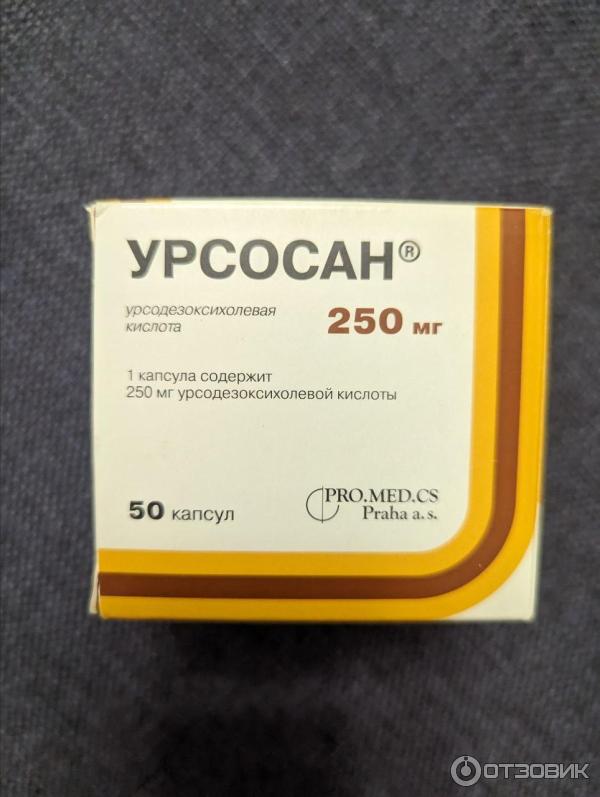 УРСОСАН®
урсодезоксихолевая
кислота
250 мг
1 капсула содержит
250 мг урсодезоксихолевой кислоты
50 капсул
PRO.MED.CS
Praha a. s.
ОТЗОВИК